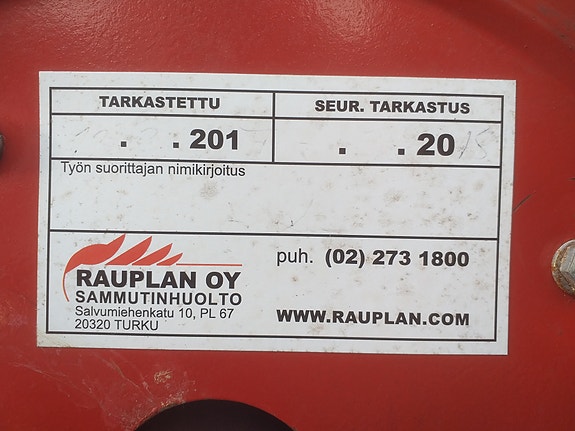 TARKASTETTU
SEUR. TARKASTUS
. . 201
. . 2015
Työn suorittajan nimikirjoitus
RAUPLAN OY
SAMMUTINHUOLTO
Salvumiehenkatu 10, PL 67
20320 TURKU
puh. (02) 273 1800
WWW.RAUPLAN.COM